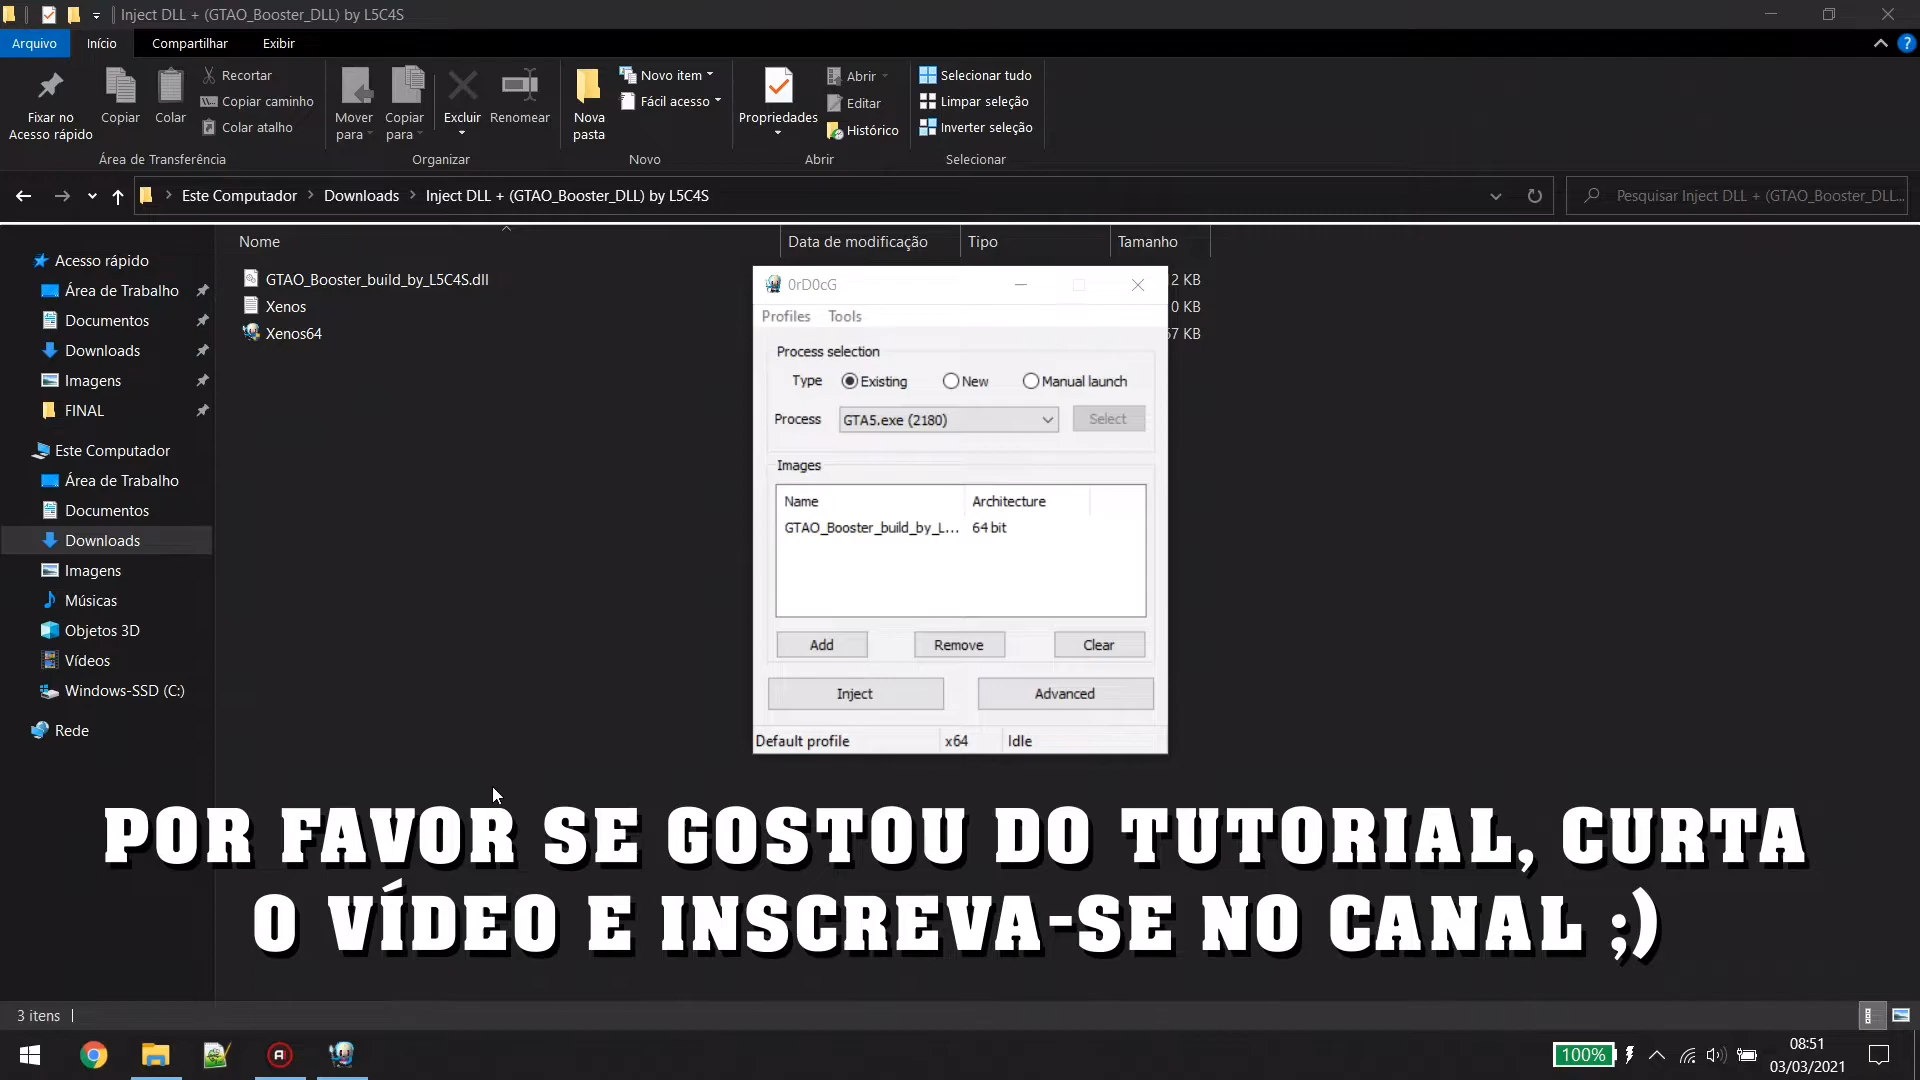 Inject DLL + (GTAO_Booster_DLL) by L5C4S
Arquivo Início Compartilhar Exibir
Fixar no
Acesso rápido
Copiar
Colar
Recortar
Copiar caminho
Colar atalho
Área de Transferência
Mover
para
Copiar
para
Excluir
Renomear
Organizar
Nova
pasta
Novo item
Fácil acesso
Novo
Propriedades
Abrir
Editar
Histórico
Abrir
Selecionar tudo
Limpar seleção
Inverter seleção
Selecionar
Este Computador Downloads Inject DLL + (GTAO_Booster_DLL) by L5C4S
Pesquisar Inject DLL + (GTAO_Booster_DLL...
Acesso rápido
Área de Trabalho
Documentos
Downloads
Imagens
FINAL
Este Computador
Área de Trabalho
Documentos
Downloads
Imagens
Músicas
Objetos 3D
Vídeos
Windows-SSD (C:)
Rede
Nome Data de modificação Tipo Tamanho
GTAO_Booster_build_by_L5C4S.dll 2 KB
Xenos 0 KB
Xenos64 57 KB
0rD0cG
Profiles Tools
Process selection
Type Existing New Manual launch
Process GTA5.exe (2180) Select
Images
Name Architecture
GTAO_Booster_build_by_L... 64 bit
Add Remove Clear
Inject Advanced
Default profile x64 Idle
POR FAVOR SE GOSTOU DO TUTORIAL, CURTA
O VÍDEO E INSCREVA-SE NO CANAL ;)
3 itens
100%
08:51
03/03/2021